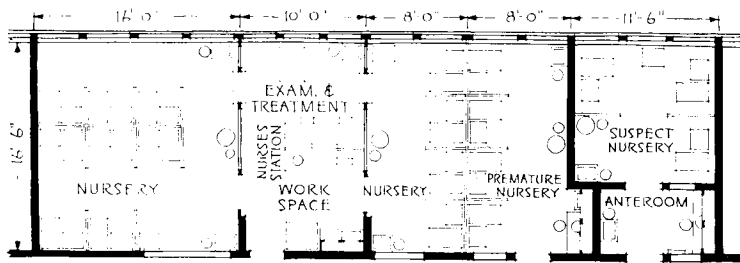 16'-0" 10'-0" 8'-0" 8'-0" 11'-6"
16'-6"
EXAM. &
TREATMENT
NURSES
STATION
SUSPECT
NURSERY
NURSERY
WORK
SPACE
NURSERY
PREMATURE
NURSERY
ANTEROOM